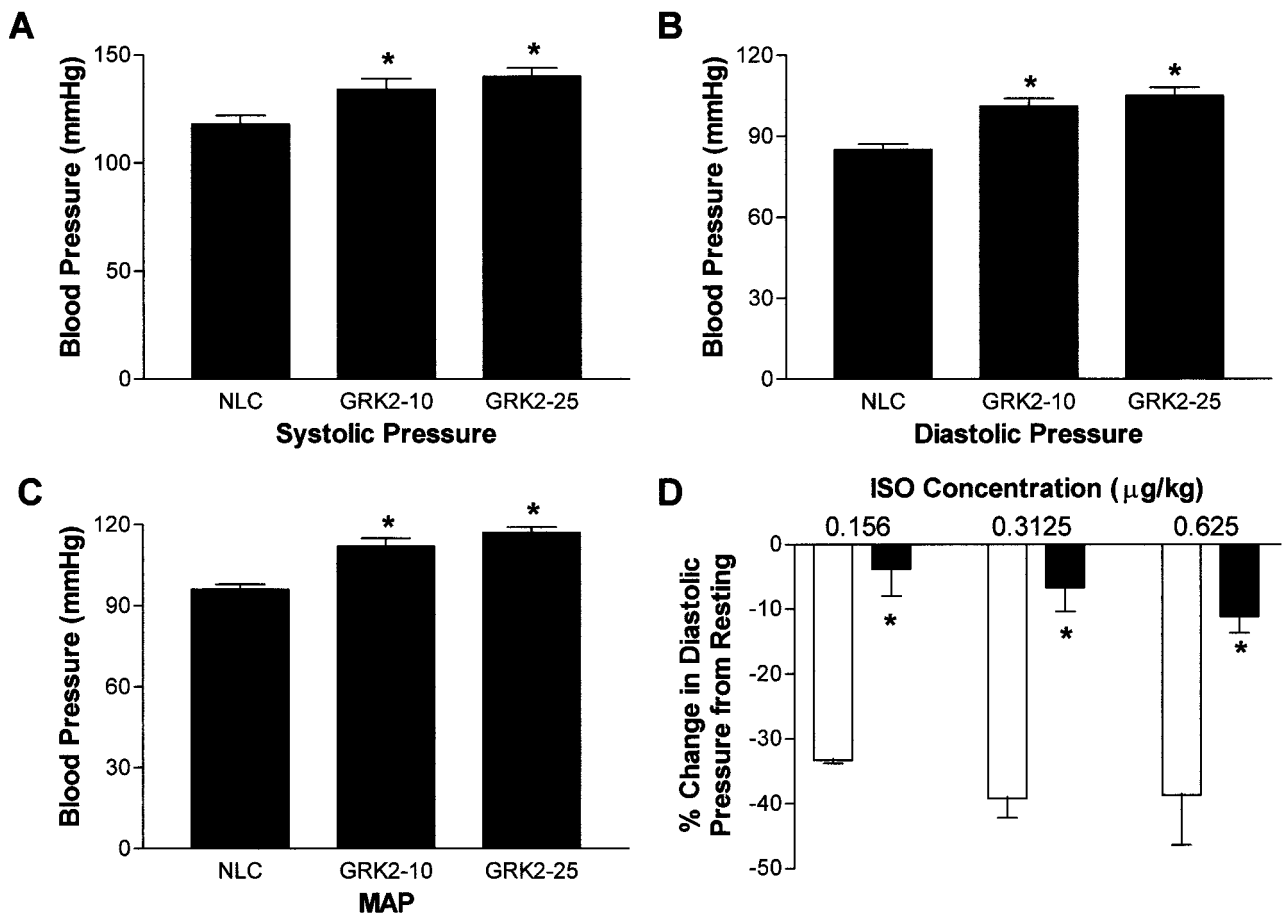 A
Blood Pressure (mmHg)
150
100
50
0
*
*
NLC
GRK2-10
GRK2-25
Systolic Pressure
B
Blood Pressure (mmHg)
120
90
60
30
0
*
*
NLC
GRK2-10
GRK2-25
Diastolic Pressure
C
Blood Pressure (mmHg)
120
90
60
30
0
*
*
NLC
GRK2-10
GRK2-25
MAP
D
ISO Concentration (μg/kg)
0.156
0.3125
0.625
% Change in Diastolic
Pressure from Resting
0
-10
-20
-30
-40
-50
*
*
*